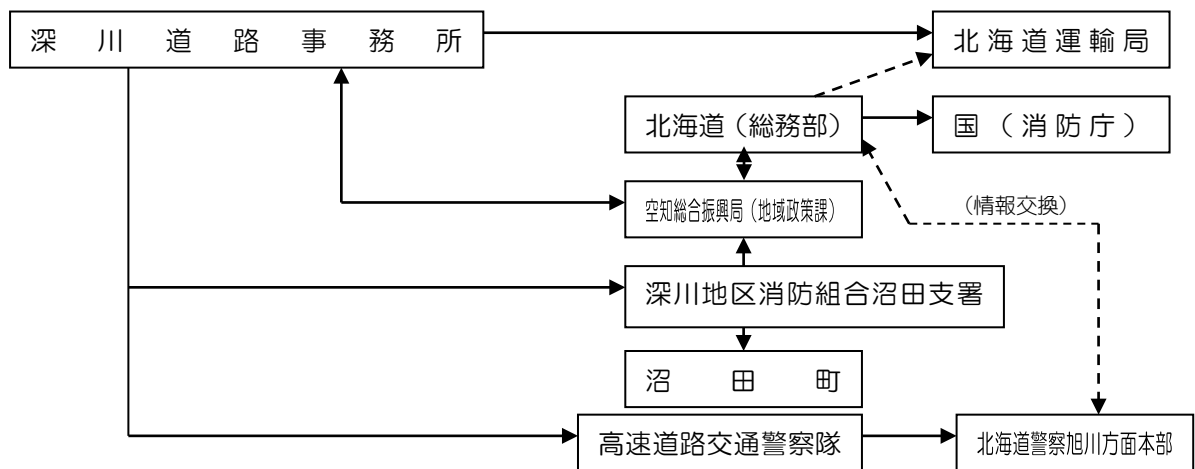 深川道路事務所
北海道運輸局
北海道（総務部）
国（消防庁）
空知総合振興局（地域政策課）
（情報交換）
深川地区消防組合沼田支署
沼田町
高速道路交通警察隊
北海道警察旭川方面本部